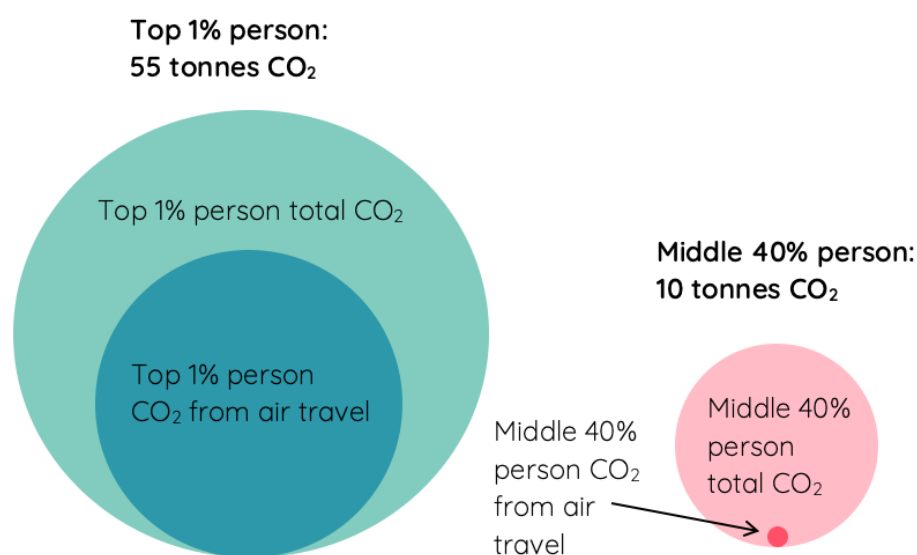 Top 1% person:
55 tonnes CO₂
Top 1% person total CO₂
Top 1% person
CO₂ from air travel
Middle 40% person:
10 tonnes CO₂
Middle 40%
person
total CO₂
Middle 40%
person CO₂
from air
travel